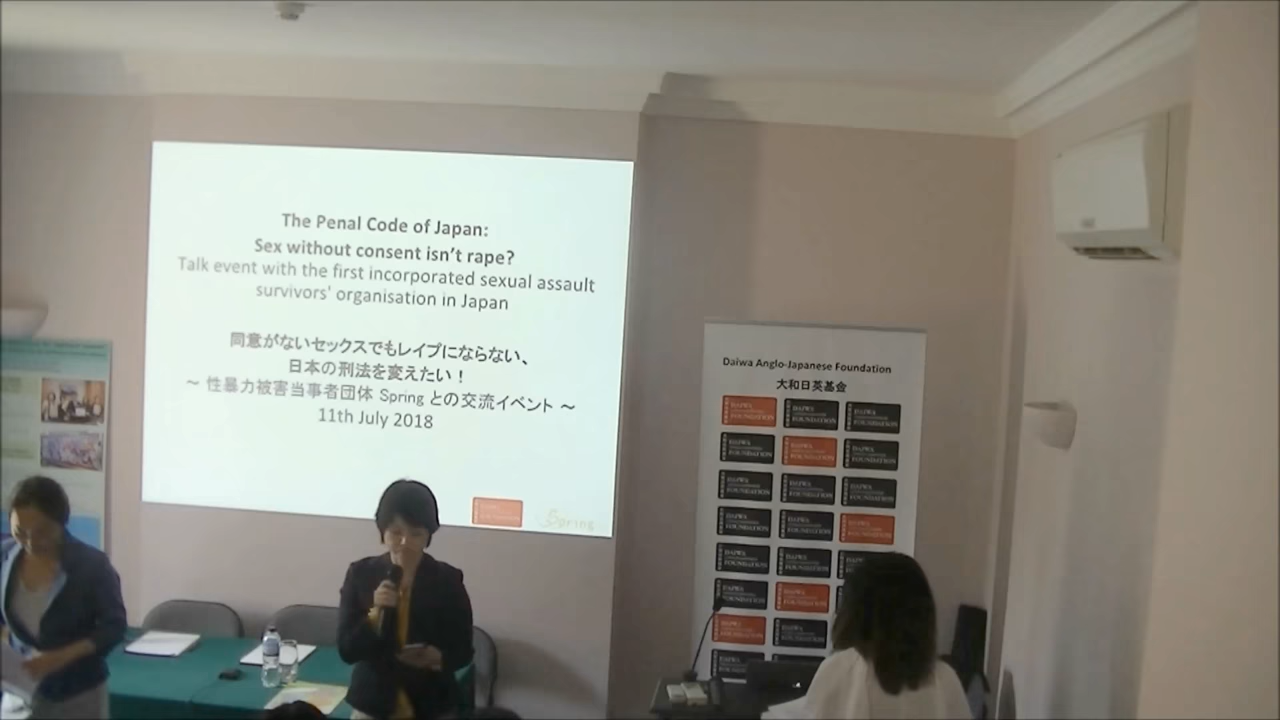 The Penal Code of Japan:
Sex without consent isn't rape?
Talk event with the first incorporated sexual assault
survivors' organisation in Japan
同意がないセックスでもレイプにならない、
日本の刑法を変えたい！
～ 性暴力被害当事者団体 Spring との交流イベント ～
11th July 2018
Spring
Daiwa Anglo-Japanese Foundation
大和日英基金
DAIWA
FOUNDATION